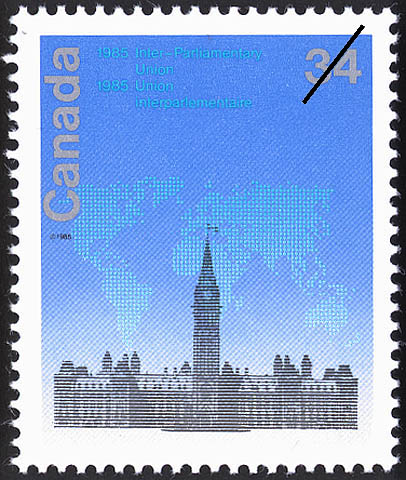 Canada
1985 Inter-Parliamentary
Union
1985 Union
Interparlementaire
34
©1985